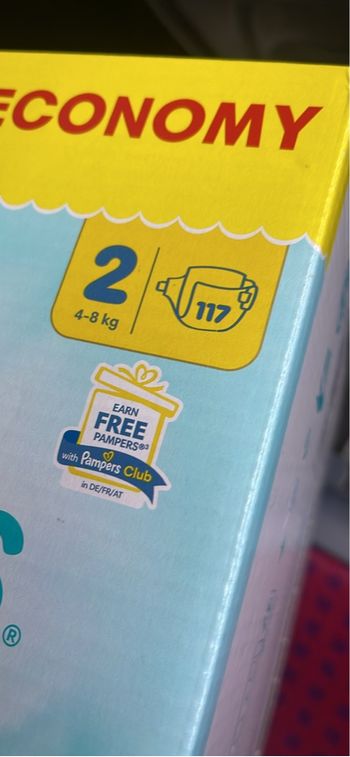 ECONOMY
2
4-8 kg
117
EARN
FREE
PAMPERS®³
with Pampers Club
in DE/FR/AT
®